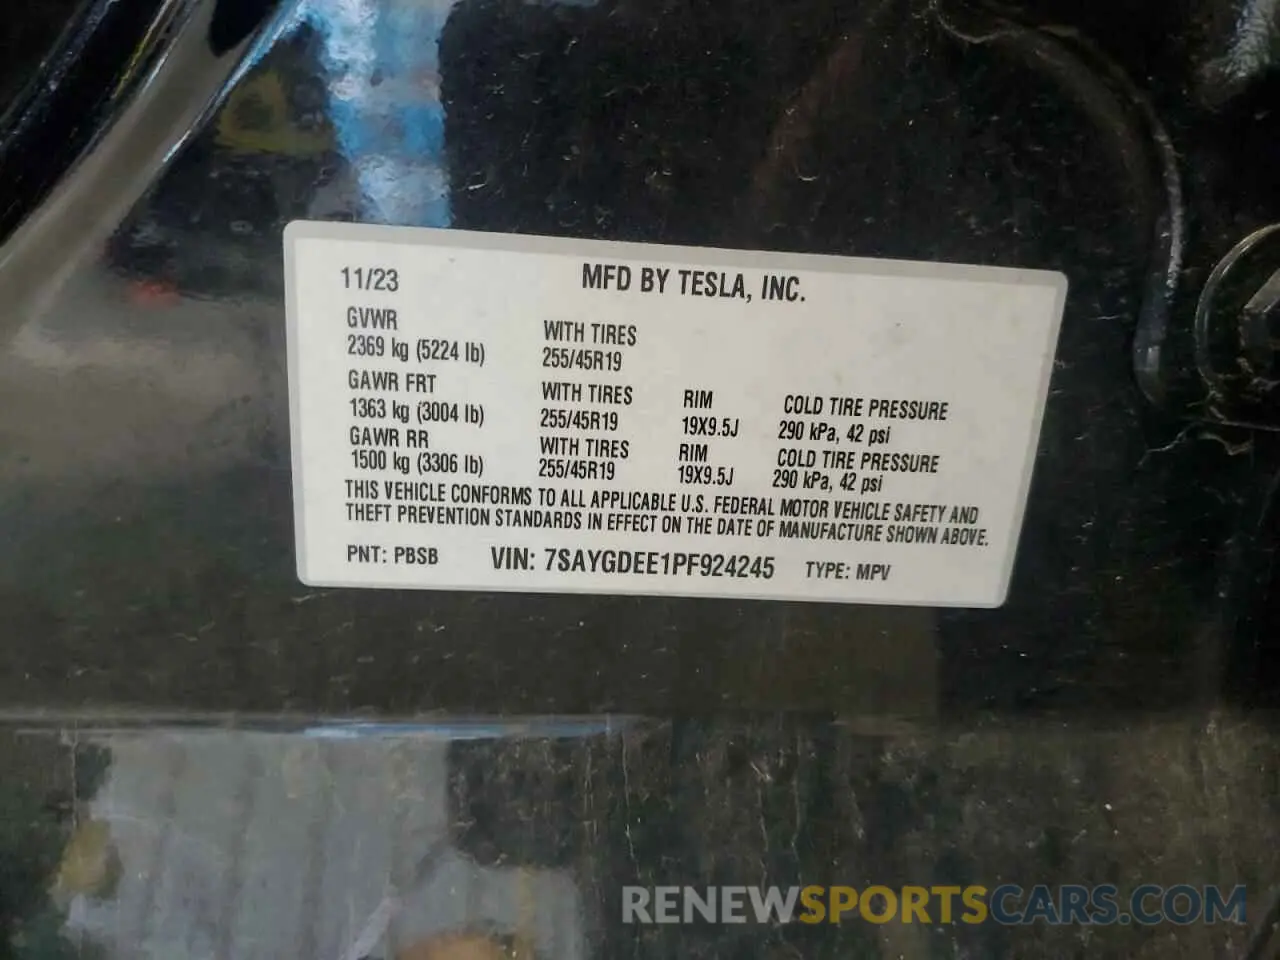 11/23 MFD BY TESLA, INC.
GVWR WITH TIRES
2369 kg (5224 lb) 255/45R19
GAWR FRT WITH TIRES RIM COLD TIRE PRESSURE
1363 kg (3004 lb) 255/45R19 19X9.5J 290 kPa, 42 psi
GAWR RR WITH TIRES RIM COLD TIRE PRESSURE
1500 kg (3306 lb) 255/45R19 19X9.5J 290 kPa, 42 psi
THIS VEHICLE CONFORMS TO ALL APPLICABLE U.S. FEDERAL MOTOR VEHICLE SAFETY AND
THEFT PREVENTION STANDARDS IN EFFECT ON THE DATE OF MANUFACTURE SHOWN ABOVE.
PNT: PBSB VIN: 7SAYGDEE1PF924245 TYPE: MPV
RENEWSPORTSCARS.COM